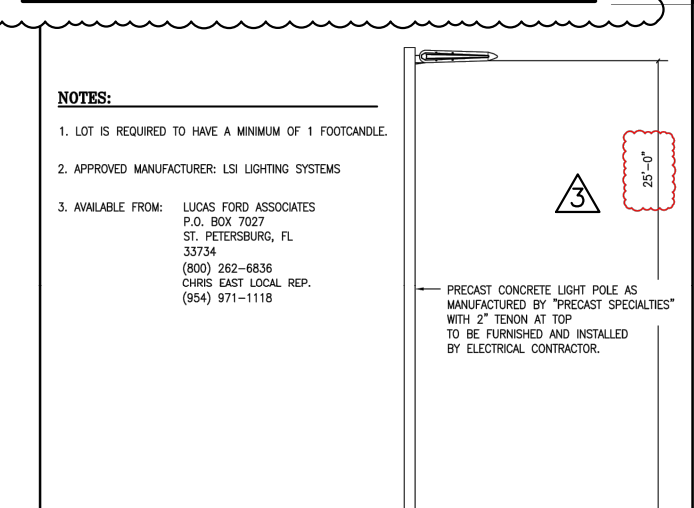 NOTES:
1. LOT IS REQUIRED TO HAVE A MINIMUM OF 1 FOOTCANDLE.
2. APPROVED MANUFACTURER: LSI LIGHTING SYSTEMS
3. AVAILABLE FROM: LUCAS FORD ASSOCIATES
P.O. BOX 7027
ST. PETERSBURG, FL
33734
(800) 262-6836
CHRIS EAST LOCAL REP.
(954) 971-1118
25'-0"
3
PRECAST CONCRETE LIGHT POLE AS
MANUFACTURED BY "PRECAST SPECIALTIES"
WITH 2" TENON AT TOP
TO BE FURNISHED AND INSTALLED
BY ELECTRICAL CONTRACTOR.